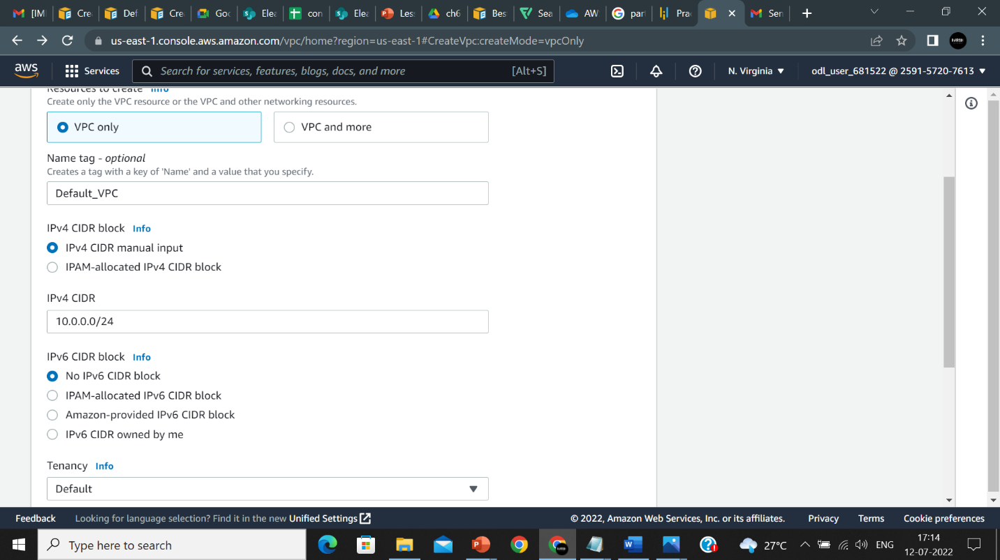 [IM
Cre
Def
Cre
Goo
Elea
con
Elea
Less
ch6
Bes
Sea
AW
part
Prac
Sen
us-east-1.console.aws.amazon.com/vpc/home?region=us-east-1#CreateVpc:createMode=vpcOnly
aws
Services
Search for services, features, blogs, docs, and more
[Alt+S]
N. Virginia
odl_user_681522 @ 2591-5720-7613
Resources to create Info
Create only the VPC resource or the VPC and other networking resources.
VPC only
VPC and more
Name tag - optional
Creates a tag with a key of 'Name' and a value that you specify.
Default_VPC
IPv4 CIDR block Info
IPv4 CIDR manual input
IPAM-allocated IPv4 CIDR block
IPv4 CIDR
10.0.0.0/24
IPv6 CIDR block Info
No IPv6 CIDR block
IPAM-allocated IPv6 CIDR block
Amazon-provided IPv6 CIDR block
IPv6 CIDR owned by me
Tenancy Info
Default
Feedback
Looking for language selection? Find it in the new Unified Settings
© 2022, Amazon Web Services, Inc. or its affiliates.
Privacy
Terms
Cookie preferences
Type here to search
27°C
ENG
17:14
12-07-2022